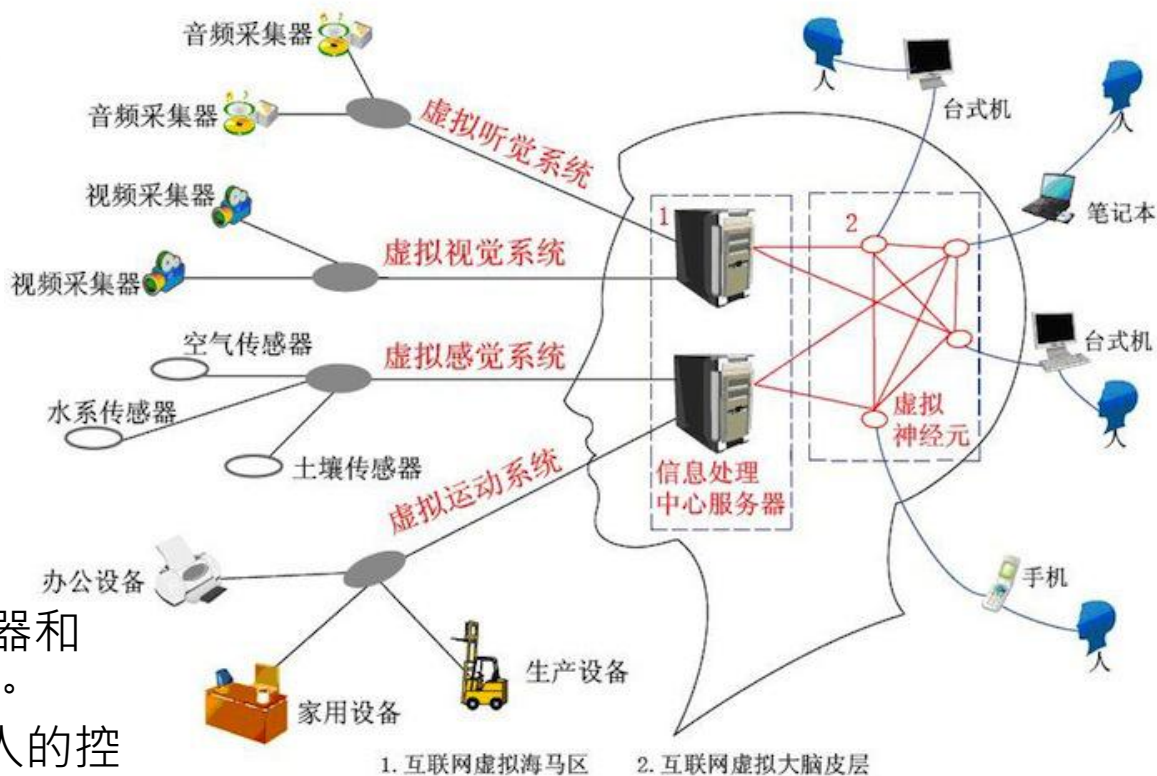 音频采集器
音频采集器
虚拟听觉系统
视频采集器
视频采集器
虚拟视觉系统
空气传感器
水系传感器
土壤传感器
虚拟感觉系统
虚拟运动系统
办公设备
家用设备
生产设备
1
信息处理
中心服务器
2
虚拟
神经元
人
台式机
人
笔记本
台式机
人
手机
人
器和
。
人的控
1.互联网虚拟海马区 2.互联网虚拟大脑皮层